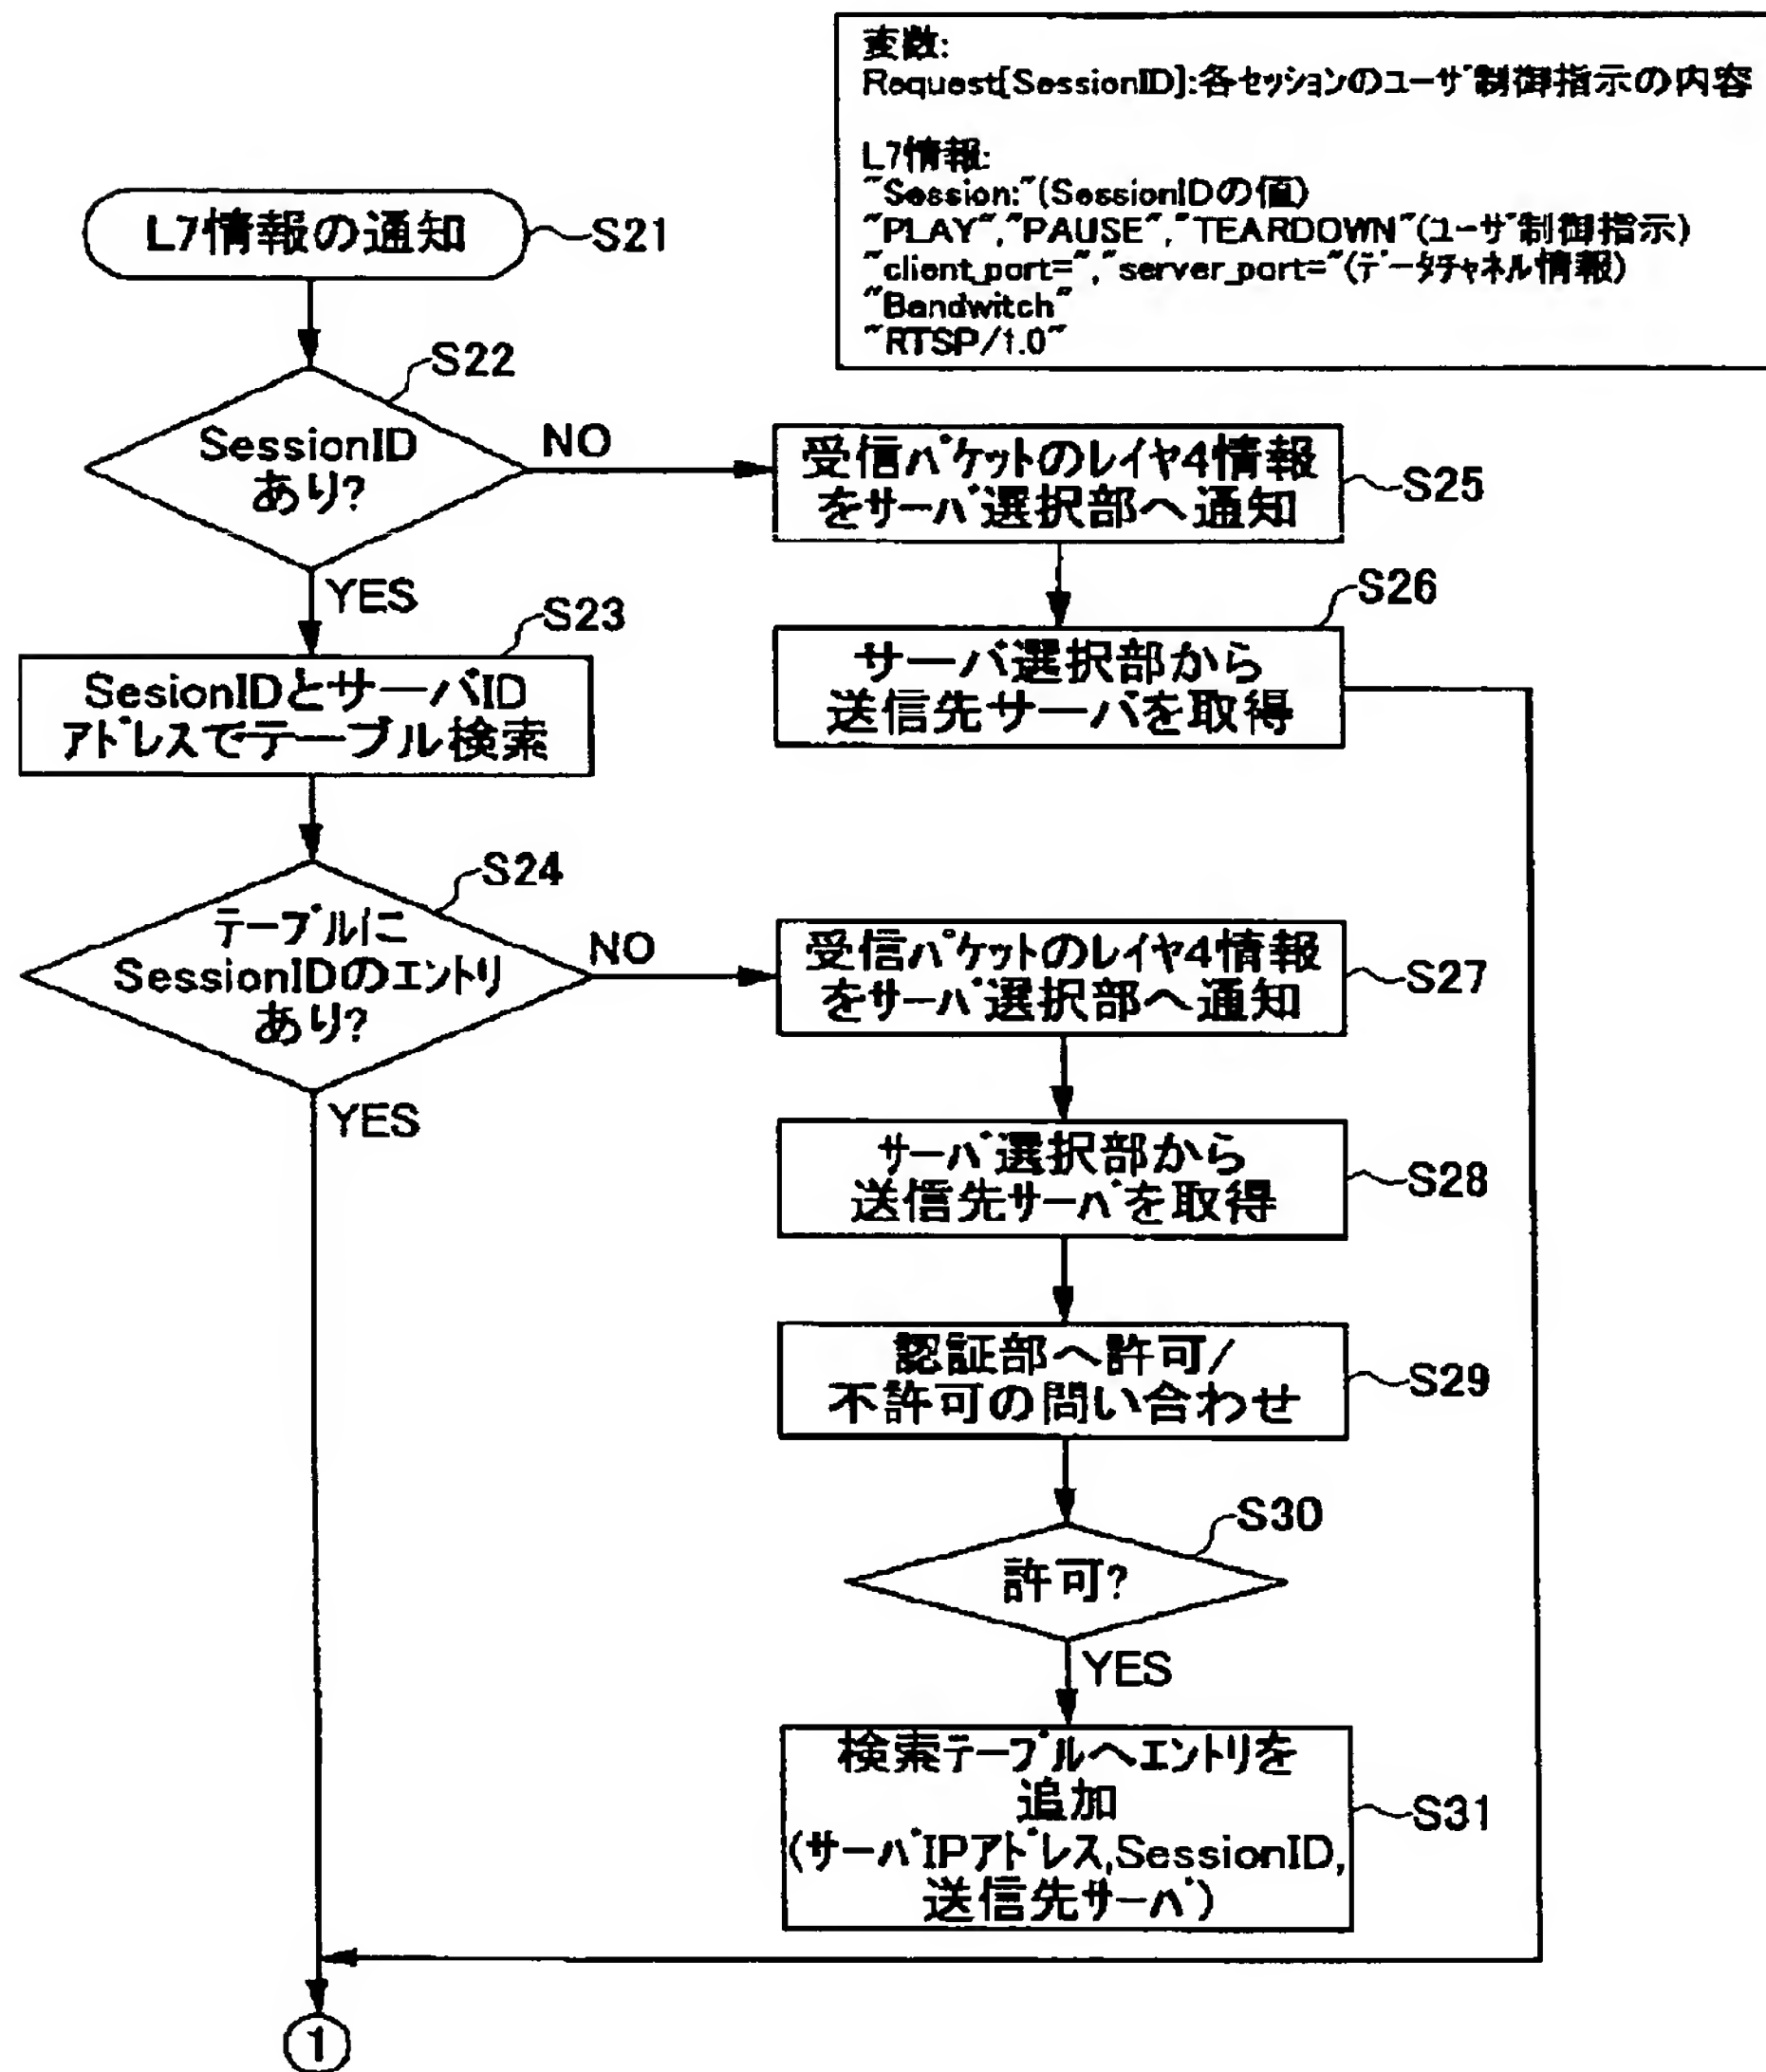 変数:
Request[SessionID]:各セッションのユーザ制御指示の内容
L7情報:
"Session:"(SessionIDの値)
"PLAY","PAUSE","TEARDOWN"(ユーザ制御指示)
"client_port=","server_port="(データチャネル情報)
"Bandwitch"
"RTSP/1.0"
L7情報の通知
S21
S22
SessionID
あり?
NO
YES
受信パケットのレイヤ4情報
をサーバ選択部へ通知
S25
S26
サーバ選択部から
送信先サーバを取得
S23
SesionIDとサーバID
アドレスでテーブル検索
S24
テーブルに
SessionIDのエントリ
あり?
NO
YES
受信パケットのレイヤ4情報
をサーバ選択部へ通知
S27
サーバ選択部から
送信先サーバを取得
S28
認証部へ許可/
不許可の問い合わせ
S29
S30
許可?
YES
検索テーブルへエントリを
追加
(サーバIPアドレス,SessionID,
送信先サーバ)
S31
1